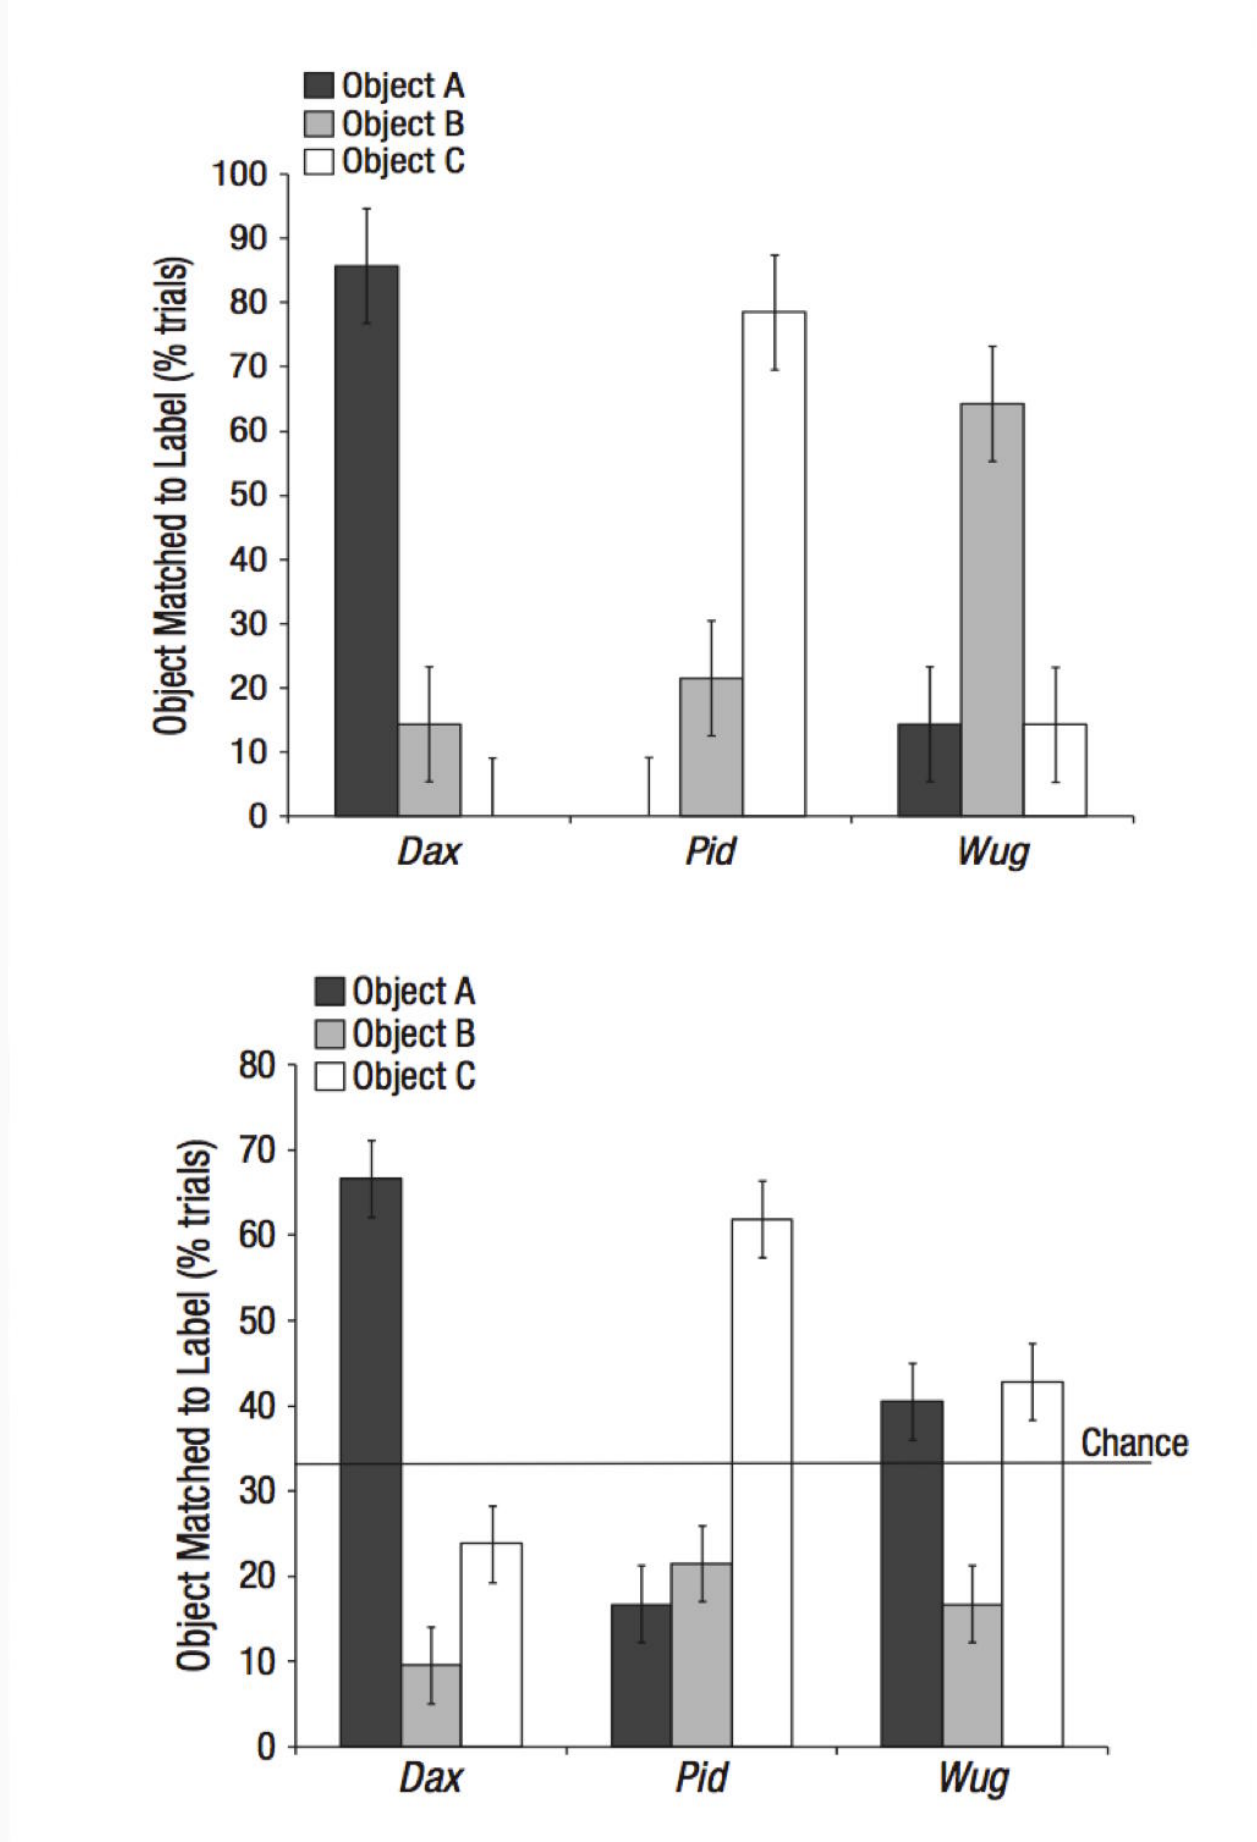 Object A
Object B
Object C
100
90
80
70
60
50
40
30
20
10
0
Object Matched to Label (% trials)
Dax
Pid
Wug
Object A
Object B
Object C
80
70
60
50
40
30
20
10
0
Object Matched to Label (% trials)
Chance
Dax
Pid
Wug